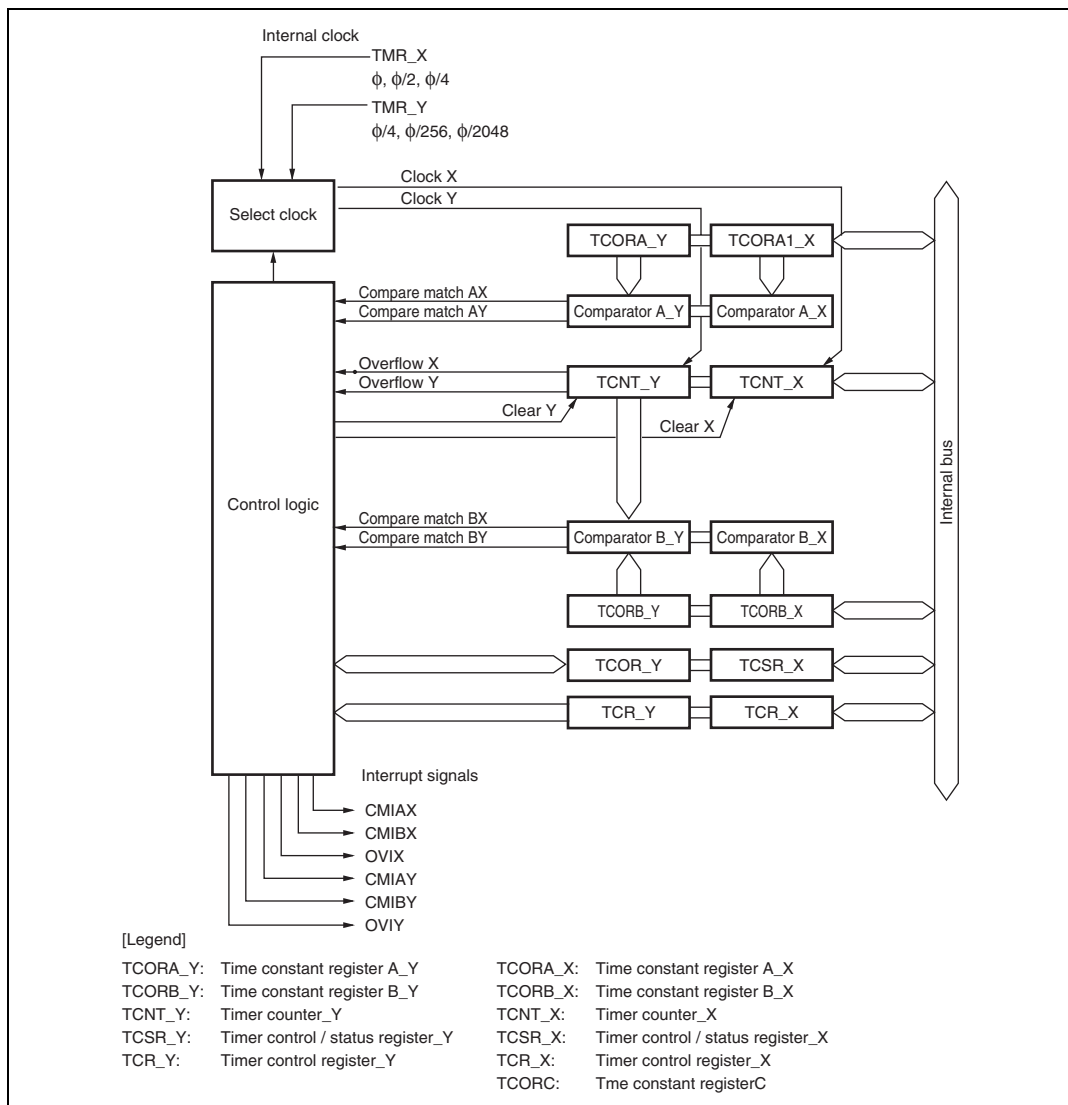 Internal clock
TMR_X
ϕ, ϕ/2, ϕ/4
TMR_Y
ϕ/4, ϕ/256, ϕ/2048
Clock X
Clock Y
Select clock
TCORA_Y
TCORA1_X
Compare match AX
Compare match AY
Comparator A_Y
Comparator A_X
Overflow X
Overflow Y
TCNT_Y
TCNT_X
Clear Y
Clear X
Control logic
Internal bus
Compare match BX
Compare match BY
Comparator B_Y
Comparator B_X
TCORB_Y
TCORB_X
TCOR_Y
TCSR_X
TCR_Y
TCR_X
Interrupt signals
CMIAX
CMIBX
OVIX
CMIAY
CMIBY
OVIY
[Legend]
TCORA_Y: Time constant register A_Y
TCORB_Y: Time constant register B_Y
TCNT_Y: Timer counter_Y
TCSR_Y: Timer control / status register_Y
TCR_Y: Timer control register_Y
TCORA_X: Time constant register A_X
TCORB_X: Time constant register B_X
TCNT_X: Timer counter_X
TCSR_X: Timer control / status register_X
TCR_X: Timer control register_X
TCORC: Tme constant registerC